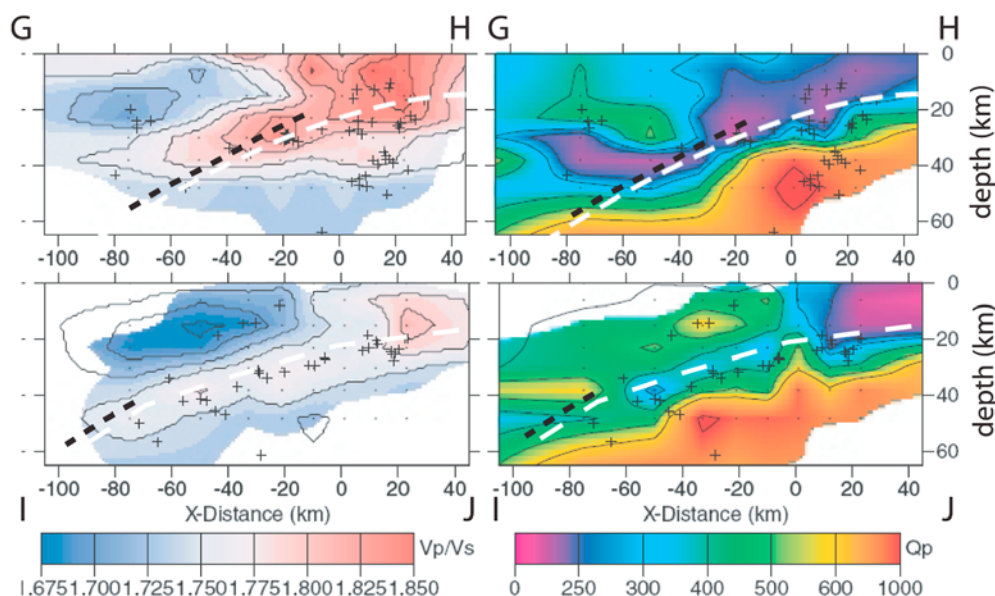 G H G H
0
20
40
60
depth (km)
-100 -80 -60 -40 -20 0 20 40 -100 -80 -60 -40 -20 0 20 40
0
20
40
60
depth (km)
-100 -80 -60 -40 -20 0 20 40 -100 -80 -60 -40 -20 0 20 40
I X-Distance (km) J I X-Distance (km) J
Vp/Vs Qp
1.675 1.700 1.725 1.750 1.775 1.800 1.825 1.850 0 250 300 400 500 600 1000